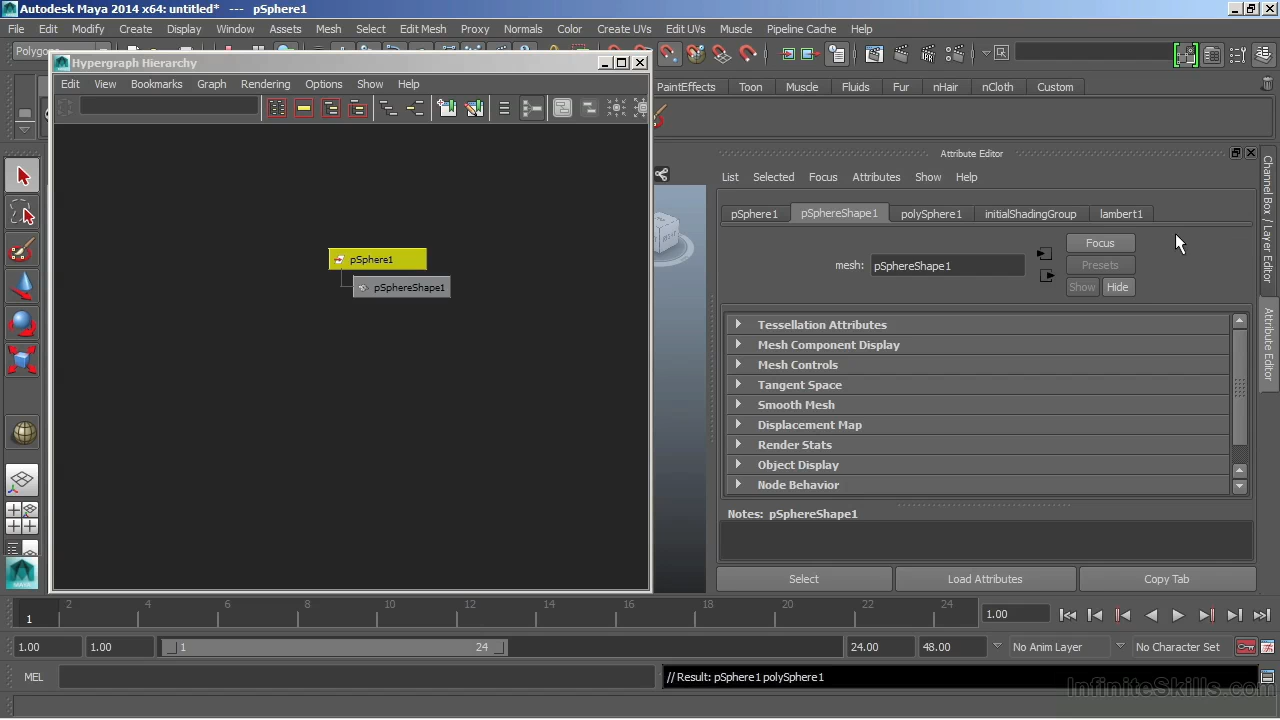 Autodesk Maya 2014 x64: untitled* --- pSphere1
File Edit Modify Create Display Window Assets Mesh Select Edit Mesh Proxy Normals Color Create UVs Edit UVs Muscle Pipeline Cache Help
Hypergraph Hierarchy
Edit View Bookmarks Graph Rendering Options Show Help
PaintEffects Toon Muscle Fluids Fur nHair nCloth Custom
Attribute Editor
List Selected Focus Attributes Show Help
pSphere1 pSphereShape1 polySphere1 initialShadingGroup lambert1
Focus
mesh: pSphereShape1
Presets
Show Hide
pSphere1
pSphereShape1
Tessellation Attributes
Mesh Component Display
Mesh Controls
Tangent Space
Smooth Mesh
Displacement Map
Render Stats
Object Display
Node Behavior
Notes: pSphereShape1
Select Load Attributes Copy Tab
Channel Box / Layer Editor
Attribute Editor
2 4 6 8 10 12 14 16 18 20 22 24
1
1.00
1.00 1.00 1 24 24.00 48.00 No Anim Layer No Character Set
MEL // Result: pSphere1 polySphere1
InfiniteSkills.com